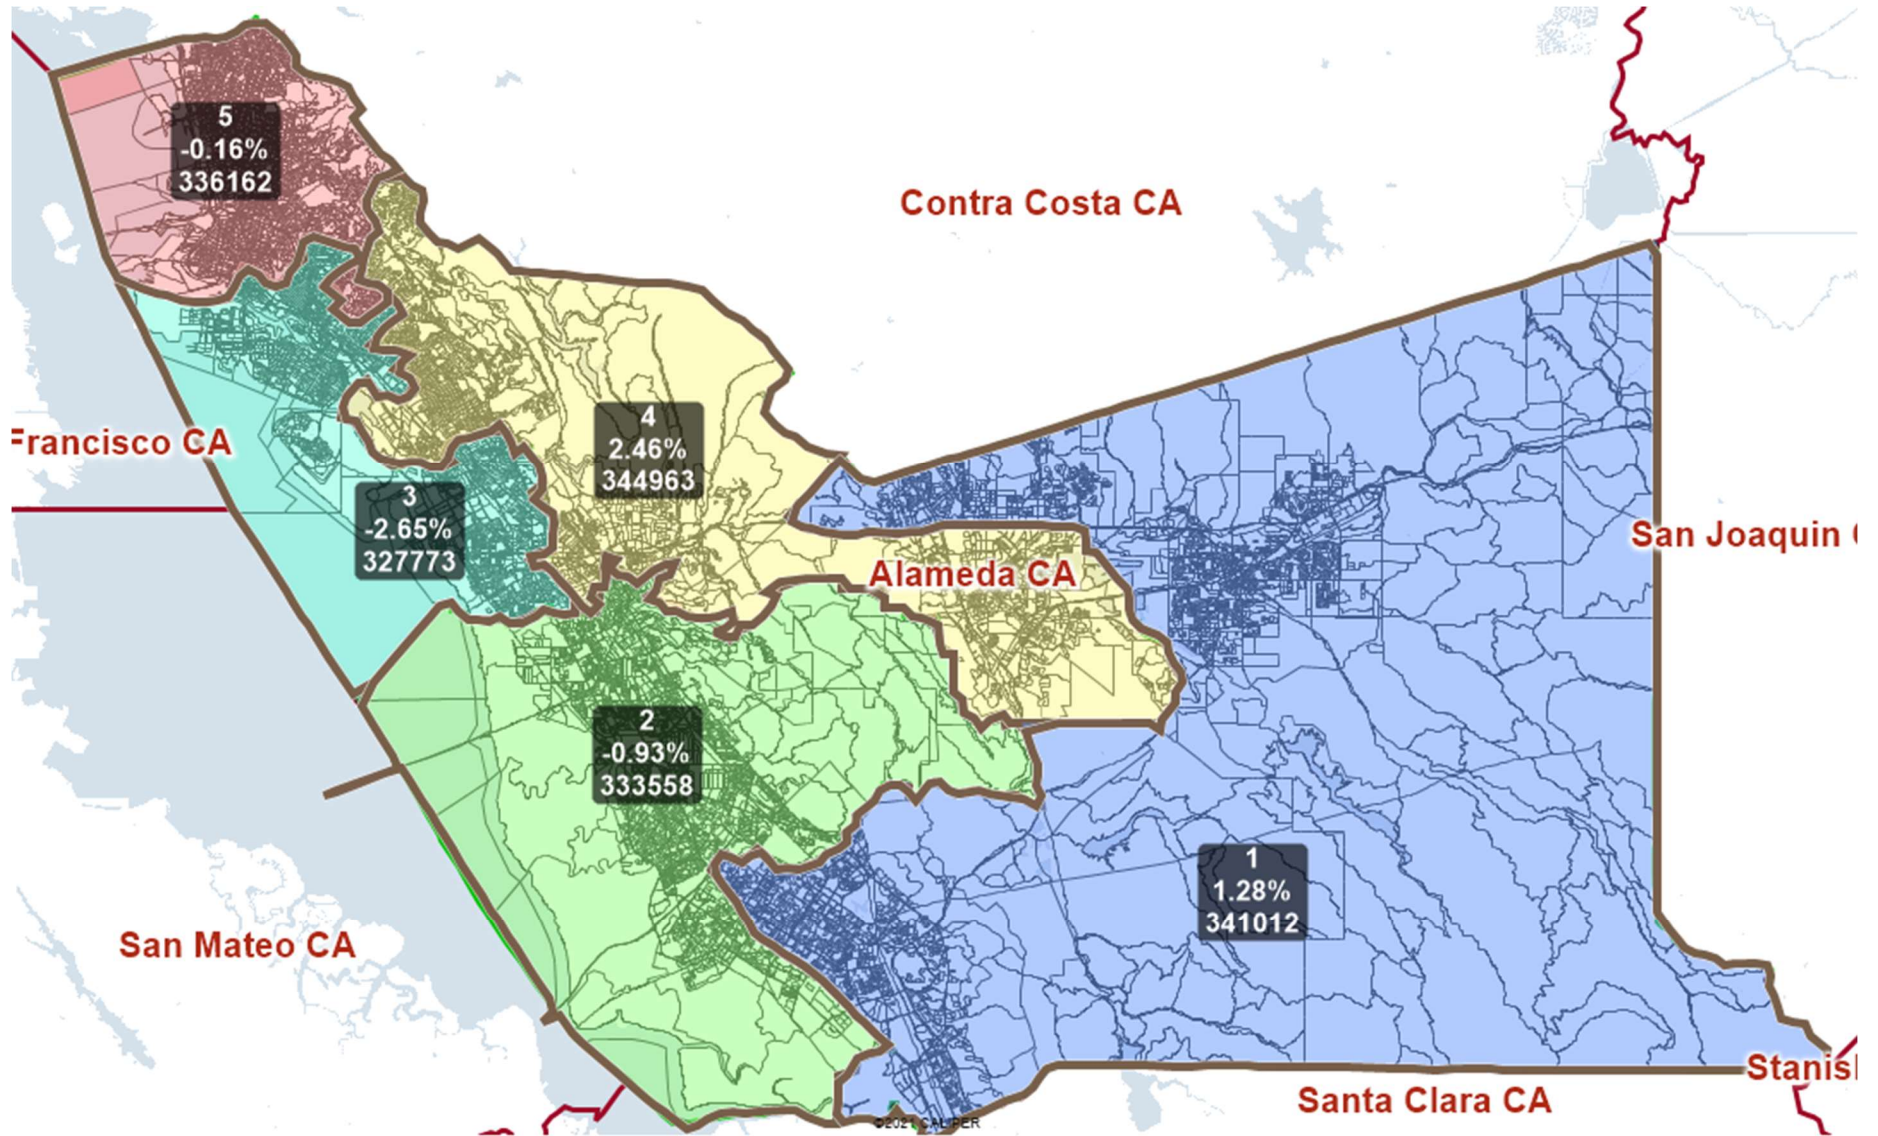 5
-0.16%
336162
Contra Costa CA
4
2.46%
344963
Francisco CA
3
-2.65%
327773
San Joaquin
Alameda CA
2
-0.93%
333558
1
1.28%
341012
San Mateo CA
Stanisl
Santa Clara CA
©2021 CALIPER